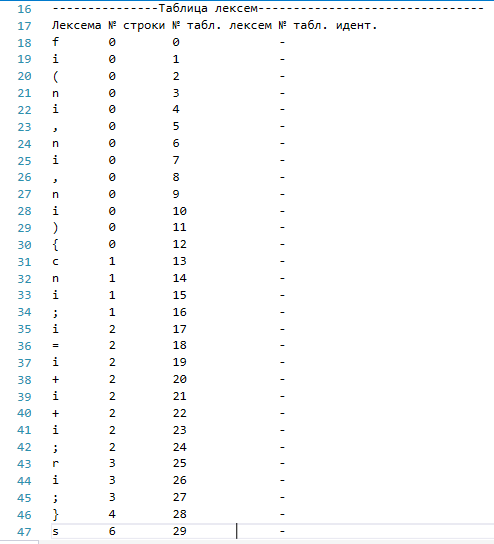 16 ---------------Таблица лексем--------------------------------
17 Лексема № строки № табл. лексем № табл. идент.
18 f 0 0 -
19 i 0 1 -
20 ( 0 2 -
21 n 0 3 -
22 i 0 4 -
23 , 0 5 -
24 n 0 6 -
25 i 0 7 -
26 , 0 8 -
27 n 0 9 -
28 i 0 10 -
29 ) 0 11 -
30 { 0 12 -
31 c 1 13 -
32 n 1 14 -
33 i 1 15 -
34 ; 1 16 -
35 i 2 17 -
36 = 2 18 -
37 i 2 19 -
38 + 2 20 -
39 i 2 21 -
40 + 2 22 -
41 i 2 23 -
42 ; 2 24 -
43 r 3 25 -
44 i 3 26 -
45 ; 3 27 -
46 } 4 28 -
47 s 6 29 -